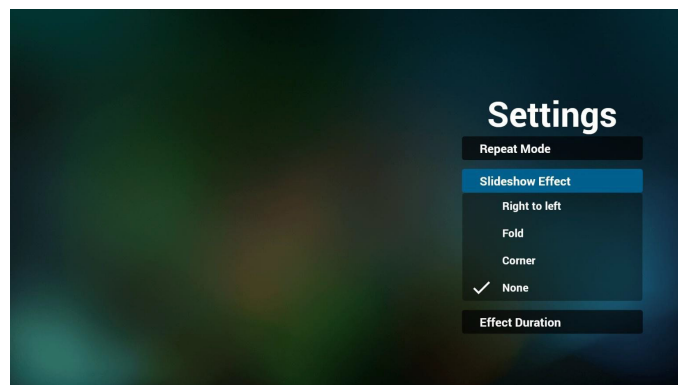 Settings
Repeat Mode
Slideshow Effect
Right to left
Fold
Corner
None
Effect Duration